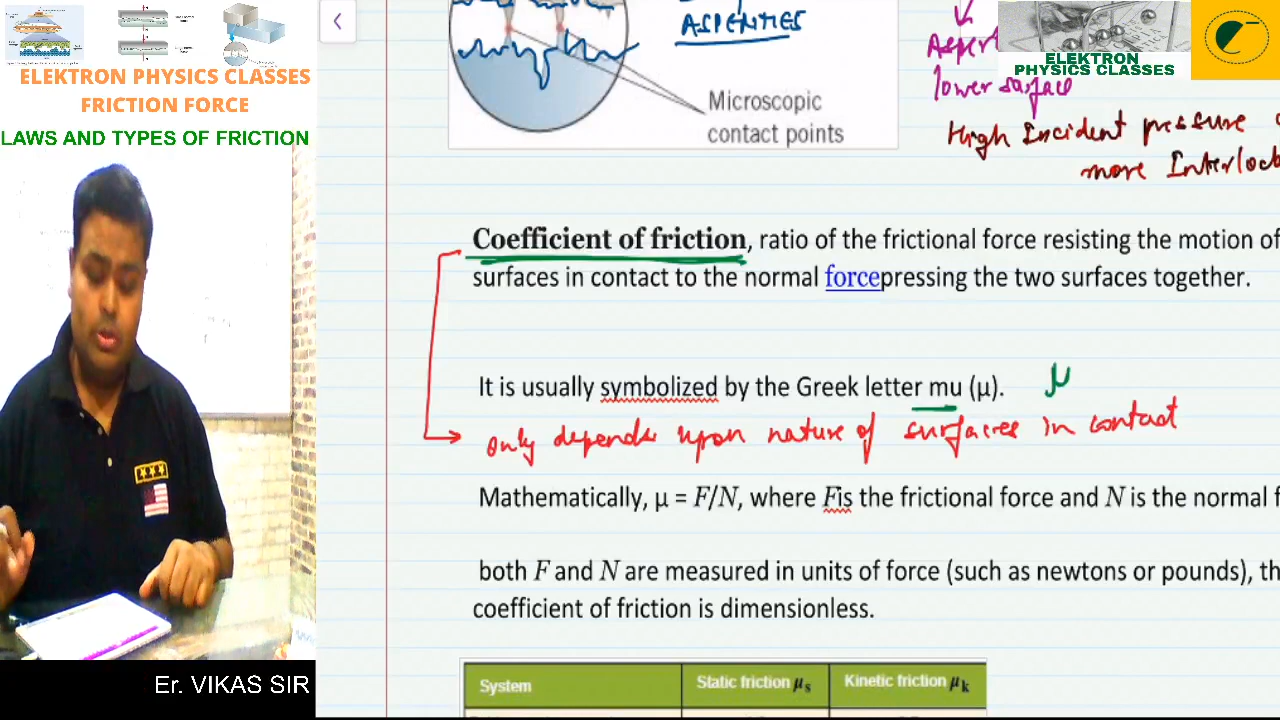 ELEKTRON PHYSICS CLASSES
FRICTION FORCE
LAWS AND TYPES OF FRICTION
ASPERITIES
Microscopic
contact points
lower surface
ELEKTRON
PHYSICS CLASSES
High Incident pressure
more
Coefficient of friction, ratio of the frictional force resisting the motion of
surfaces in contact to the normal forcepressing the two surfaces together.
It is usually symbolized by the Greek letter mu (μ). μ
only depends upon nature of surfaces in contact
Mathematically, μ = F/N, where Fis the frictional force and N is the normal f
both F and N are measured in units of force (such as newtons or pounds), th
coefficient of friction is dimensionless.
System Static friction μs Kinetic friction μk
Er. VIKAS SIR